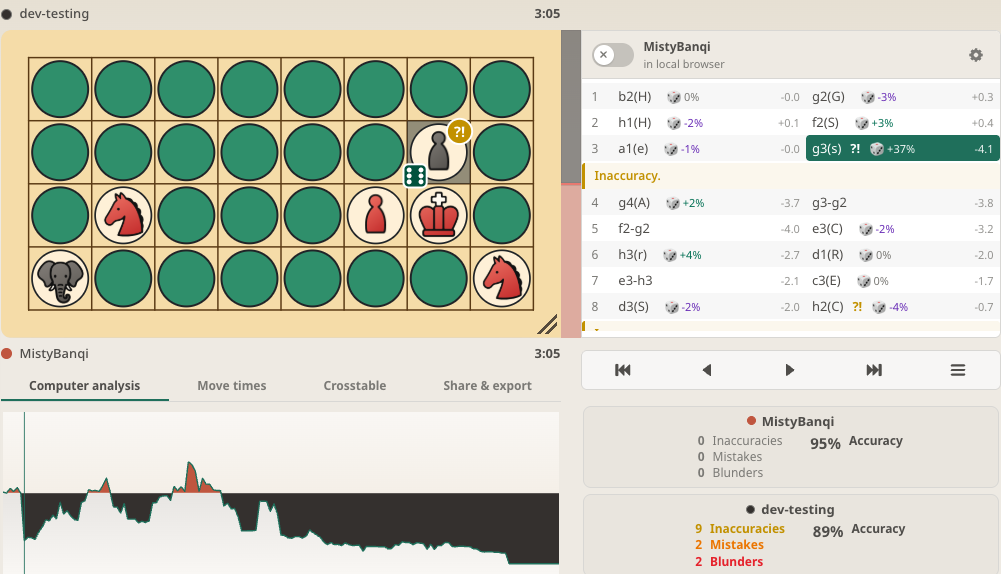 dev-testing 3:05
?!
MistyBanqi
in local browser
1 b2(H) 0% -0.0 g2(G) -3% +0.3
2 h1(H) -2% +0.1 f2(S) +3% +0.4
3 a1(e) -1% -0.0 g3(s) ?! +37% -4.1
Inaccuracy.
4 g4(A) +2% -3.7 g3-g2 -3.8
5 f2-g2 -4.0 e3(C) -2% -3.2
6 h3(r) +4% -2.7 d1(R) 0% -2.0
7 e3-h3 -2.1 c3(E) 0% -1.7
8 d3(S) -2% -2.0 h2(C) ?! -4% -0.7
MistyBanqi 3:05
Computer analysis Move times Crosstable Share & export
MistyBanqi
0 Inaccuracies
0 Mistakes
0 Blunders
95% Accuracy
dev-testing
9 Inaccuracies
2 Mistakes
2 Blunders
89% Accuracy